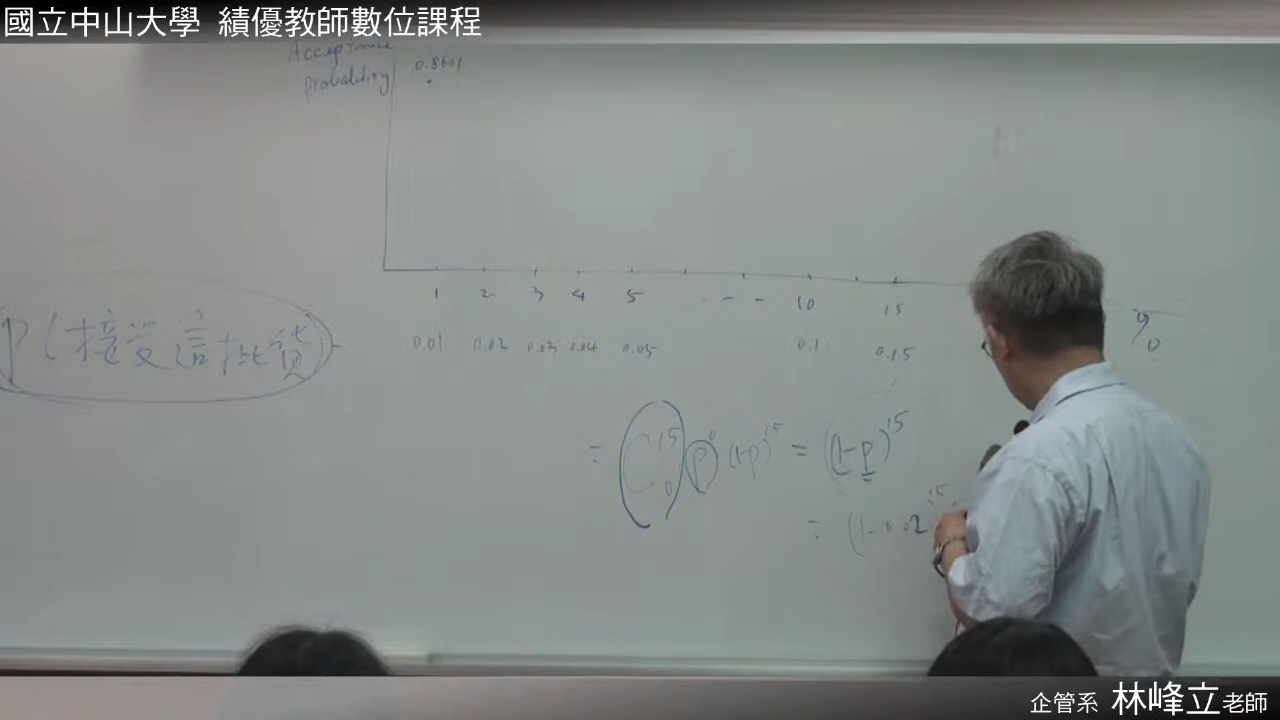 國立中山大學 績優教師數位課程
Acceptance
probability
0.8601
1 2 3 4 5 - - - 10 15 %
0.01 0.02 0.03 0.04 0.05 0.1 0.15
P(接受這批貨)
= C 15 0 p⁰ (1-p)¹⁵ = (1-p)¹⁵
= (1-0.02)¹⁵
企管系 林峰立老師